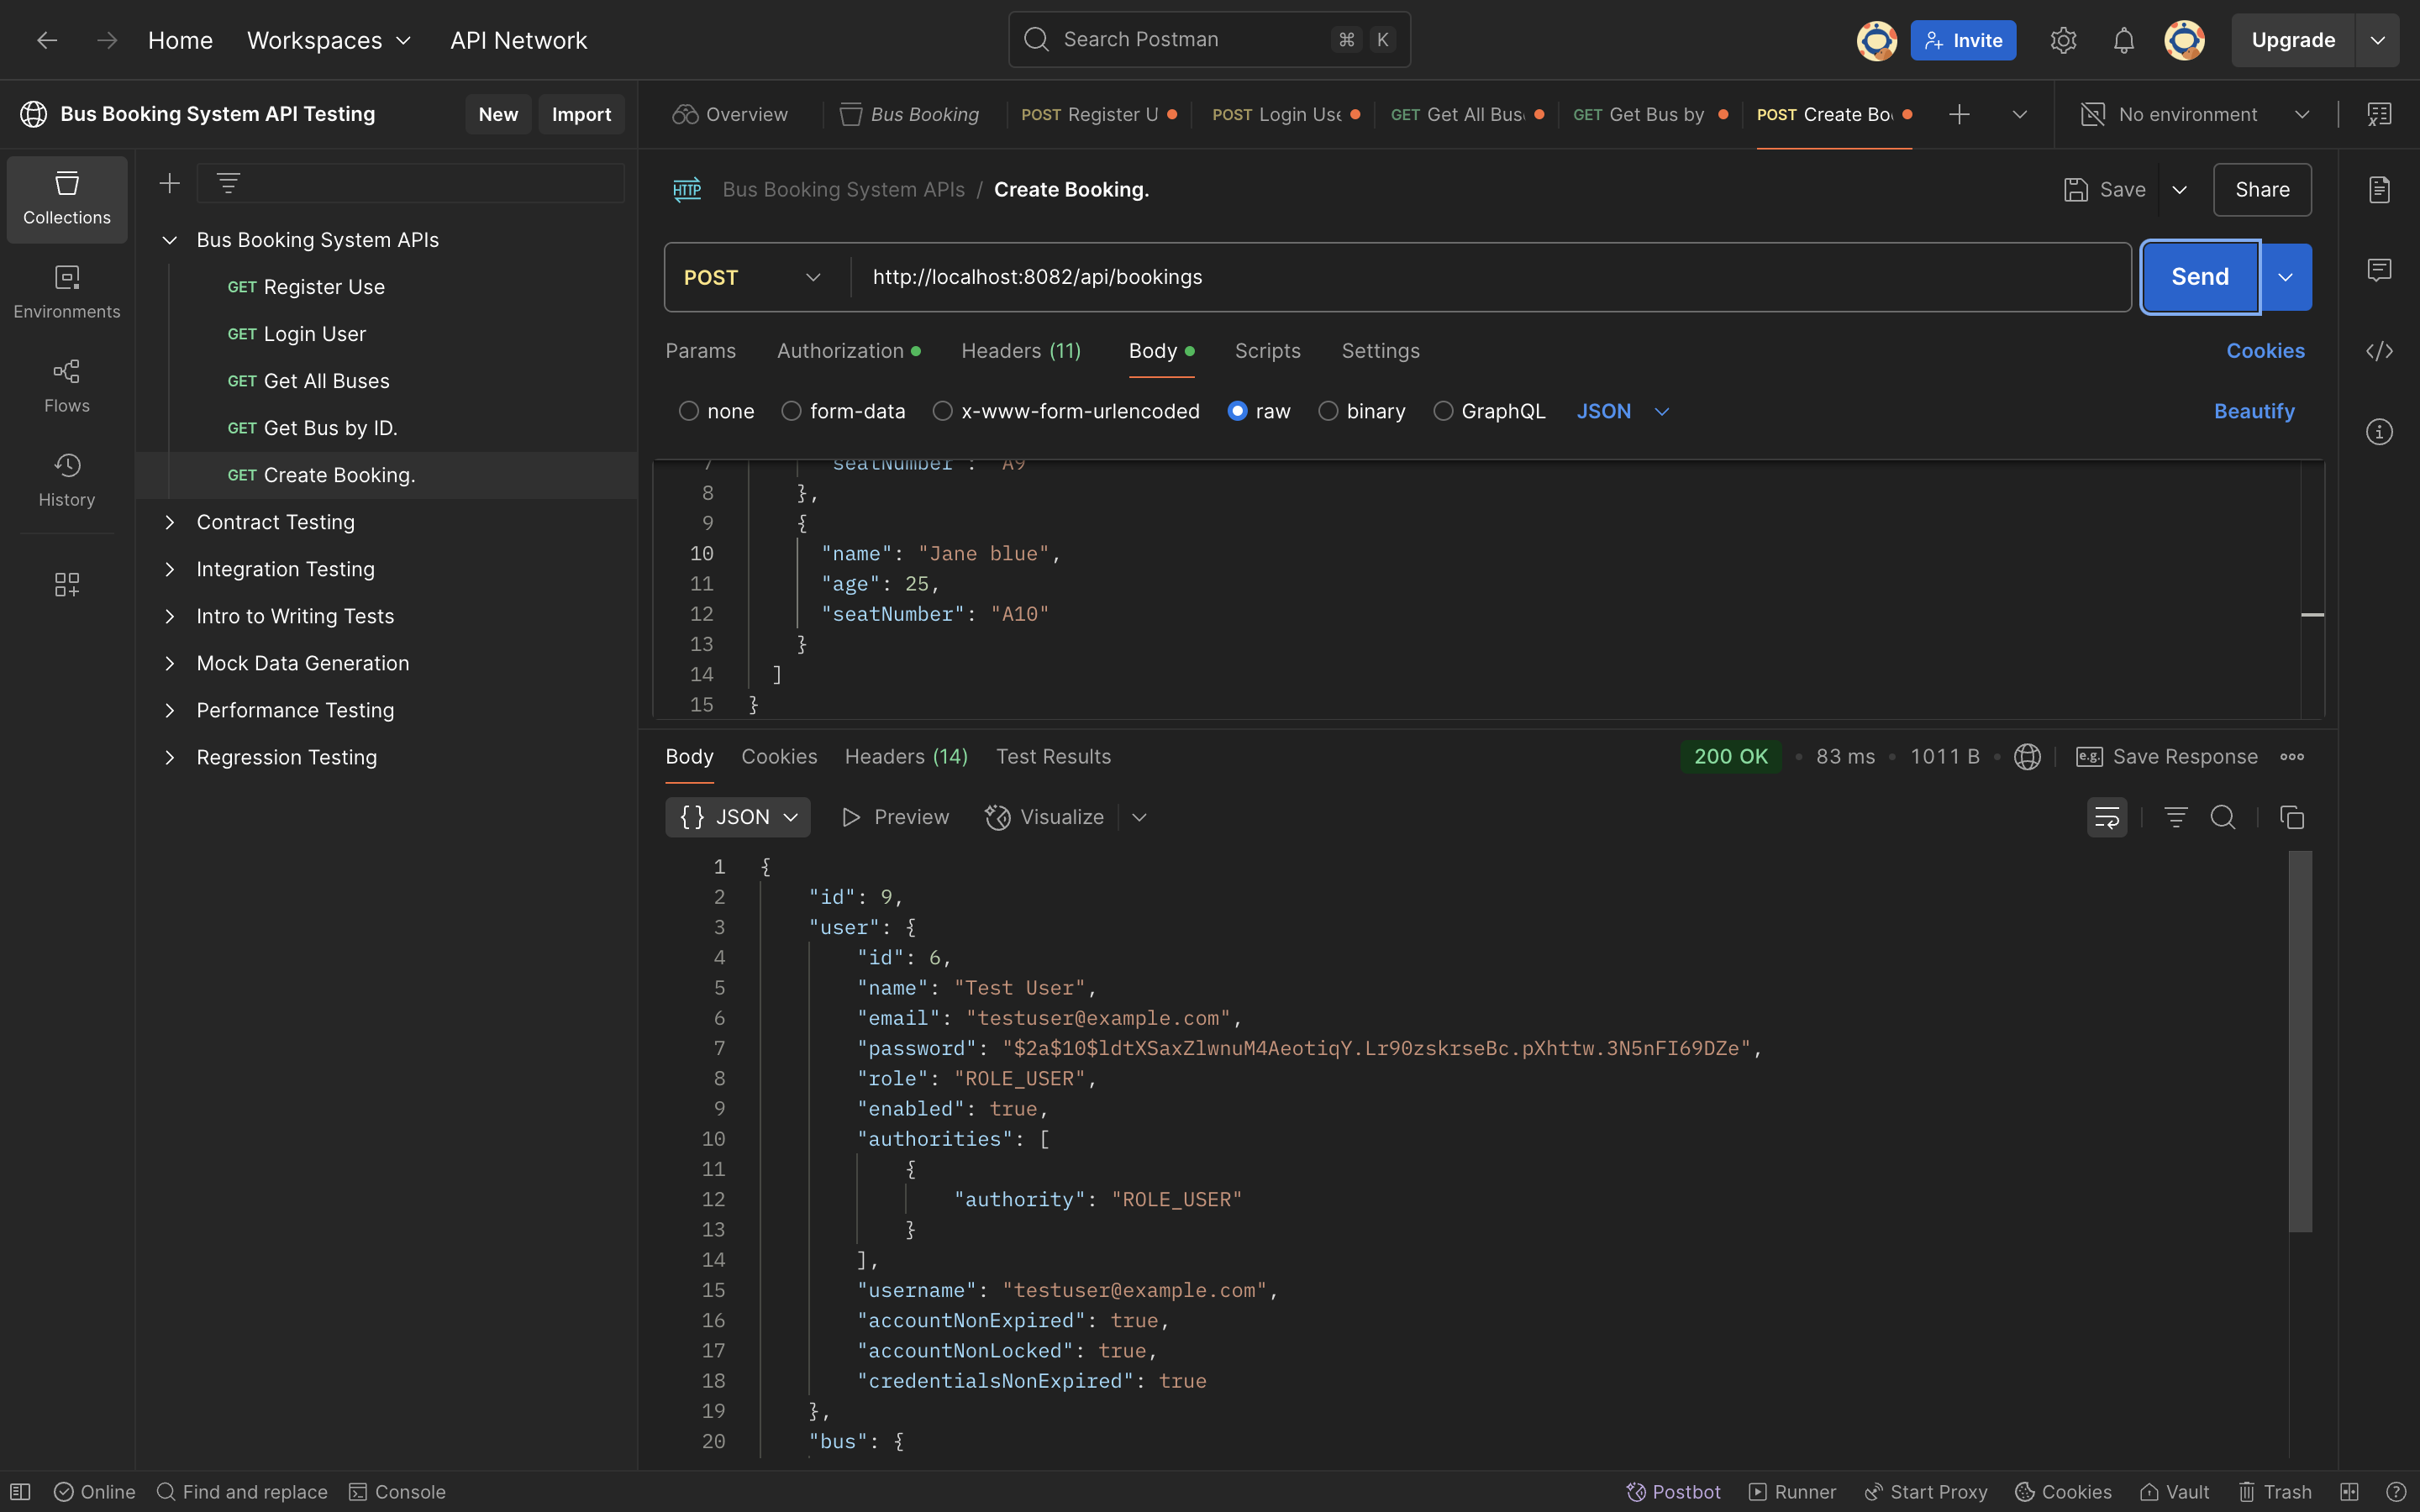 Home Workspaces API Network Search Postman ⌘ K Invite Upgrade
Bus Booking System API Testing New Import
Overview Bus Booking POST Register U POST Login Use GET Get All Bus GET Get Bus by POST Create Bo No environment
Collections
Environments
Flows
History
Bus Booking System APIs
GET Register Use
GET Login User
GET Get All Buses
GET Get Bus by ID.
GET Create Booking.
Contract Testing
Integration Testing
Intro to Writing Tests
Mock Data Generation
Performance Testing
Regression Testing
HTTP Bus Booking System APIs / Create Booking. Save Share
POST http://localhost:8082/api/bookings Send
Params Authorization Headers (11) Body Scripts Settings Cookies
none form-data x-www-form-urlencoded raw binary GraphQL JSON Beautify
7 "seatNumber": "A9"
8 },
9 {
10 "name": "Jane blue",
11 "age": 25,
12 "seatNumber": "A10"
13 }
14 ]
15 }
Body Cookies Headers (14) Test Results 200 OK • 83 ms • 1011 B • e.g. Save Response
{} JSON Preview Visualize
1 {
2 "id": 9,
3 "user": {
4 "id": 6,
5 "name": "Test User",
6 "email": "testuser@example.com",
7 "password": "$2a$10$ldtXSaxZlwnuM4AeotiqY.Lr90zskrseBc.pXhttw.3N5nFI69DZe",
8 "role": "ROLE_USER",
9 "enabled": true,
10 "authorities": [
11 {
12 "authority": "ROLE_USER"
13 }
14 ],
15 "username": "testuser@example.com",
16 "accountNonExpired": true,
17 "accountNonLocked": true,
18 "credentialsNonExpired": true
19 },
20 "bus": {
Online Find and replace Console Postbot Runner Start Proxy Cookies Vault Trash